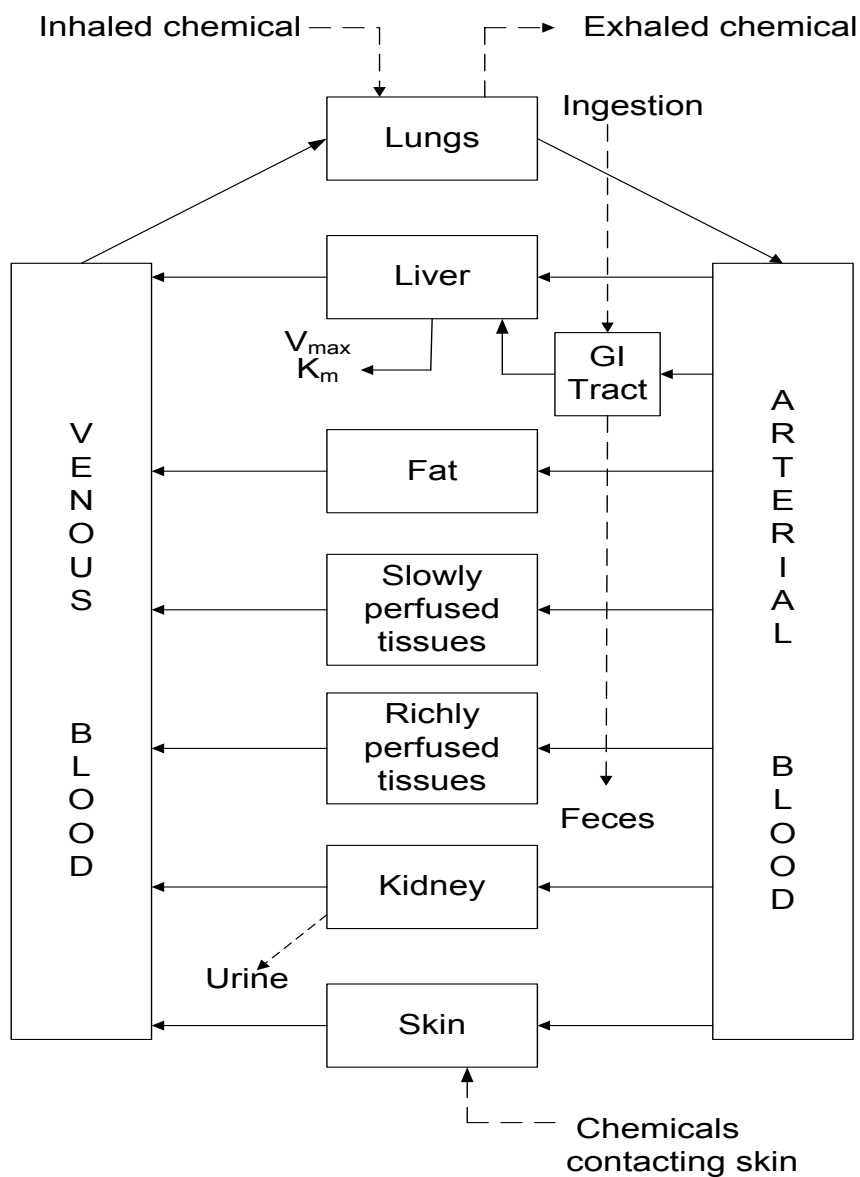 Inhaled chemical
Exhaled chemical
Ingestion
Lungs
Liver
Vmax
Km
GI
Tract
VENOUS BLOOD
ARTERIAL BLOOD
Fat
Slowly
perfused
tissues
Richly
perfused
tissues
Feces
Kidney
Urine
Skin
Chemicals
contacting skin